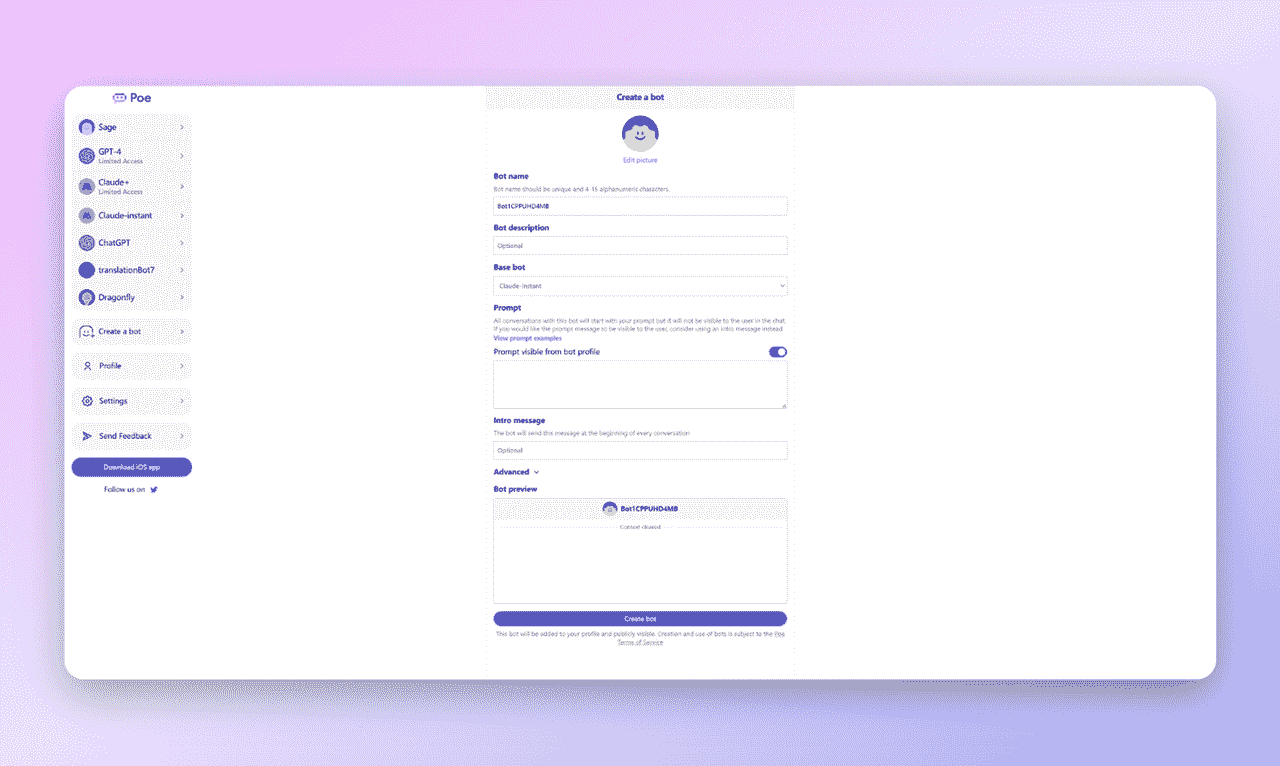 Poe
Sage
GPT-4
Limited Access
Claude+
Limited Access
Claude-instant
ChatGPT
translationBot7
Dragonfly
Create a bot
Profile
Settings
Send Feedback
Download iOS app
Follow us on
Create a bot
Edit picture
Bot name
Bot name should be unique and 4-15 alphanumeric characters.
Bot1CPPUHD4MB
Bot description
Optional
Base bot
Claude-instant
Prompt
All conversations with this bot will start with your prompt but it will not be visible to the user in the chat.
If you would like the prompt message to be visible to the user, consider using an intro message instead.
View prompt examples
Prompt visible from bot profile
Intro message
The bot will send this message at the beginning of every conversation
Optional
Advanced
Bot preview
Bot1CPPUHD4MB
Context cleared
Create bot
This bot will be added to your profile and publicly visible. Creation and use of bots is subject to the Poe
Terms of Service